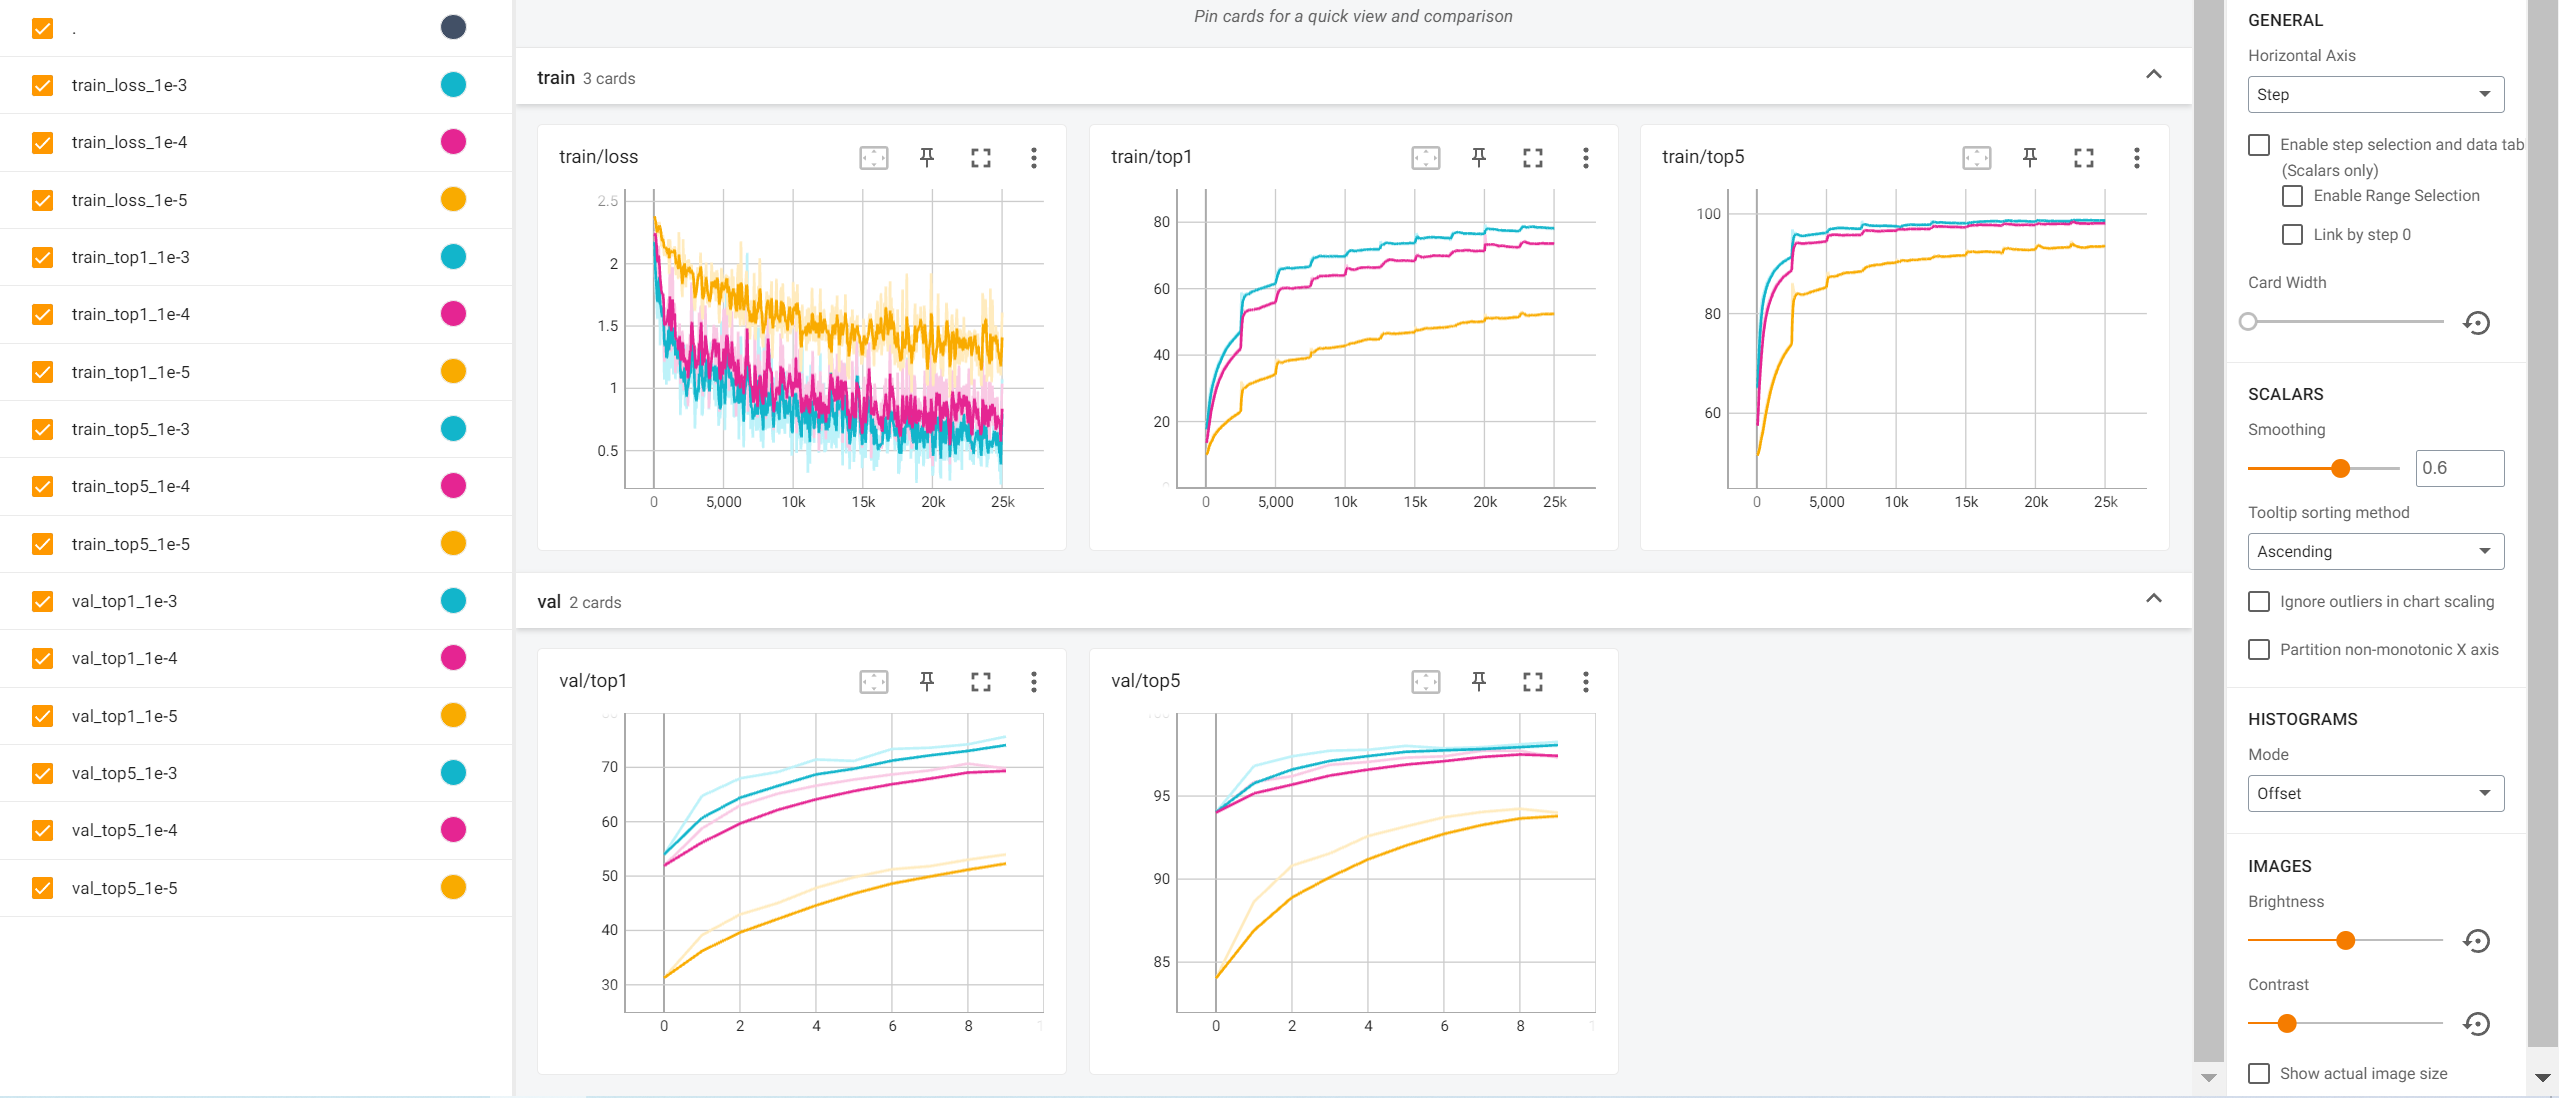 .
train_loss_1e-3
train_loss_1e-4
train_loss_1e-5
train_top1_1e-3
train_top1_1e-4
train_top1_1e-5
train_top5_1e-3
train_top5_1e-4
train_top5_1e-5
val_top1_1e-3
val_top1_1e-4
val_top1_1e-5
val_top5_1e-3
val_top5_1e-4
val_top5_1e-5
Pin cards for a quick view and comparison
train 3 cards
train/loss
2.5
2
1.5
1
0.5
0 5,000 10k 15k 20k 25k
train/top1
80
60
40
20
0 5,000 10k 15k 20k 25k
train/top5
100
80
60
0 5,000 10k 15k 20k 25k
val 2 cards
val/top1
70
60
50
40
30
0 2 4 6 8
val/top5
95
90
85
0 2 4 6 8
GENERAL
Horizontal Axis
Step
Enable step selection and data tab
(Scalars only)
Enable Range Selection
Link by step 0
Card Width
SCALARS
Smoothing
0.6
Tooltip sorting method
Ascending
Ignore outliers in chart scaling
Partition non-monotonic X axis
HISTOGRAMS
Mode
Offset
IMAGES
Brightness
Contrast
Show actual image size